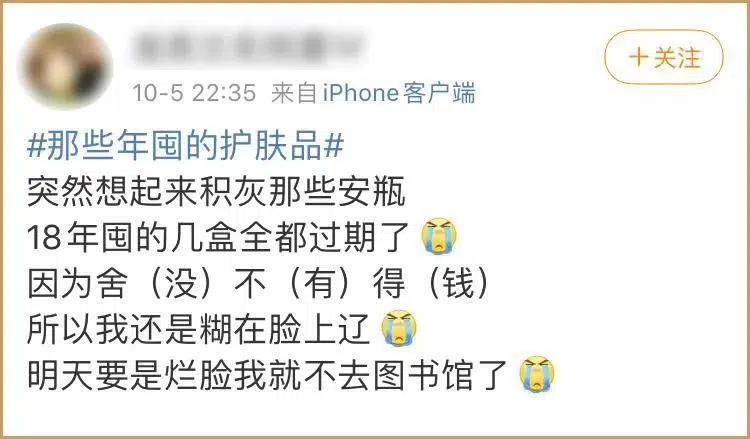 +关注
10-5 22:35 来自iPhone客户端
#那些年囤的护肤品#
突然想起来积灰那些安瓶
18年囤的几盒全都过期了😭
因为舍（没）不（有）得（钱）
所以我还是糊在脸上辽😭
明天要是烂脸我就不去图书馆了😭